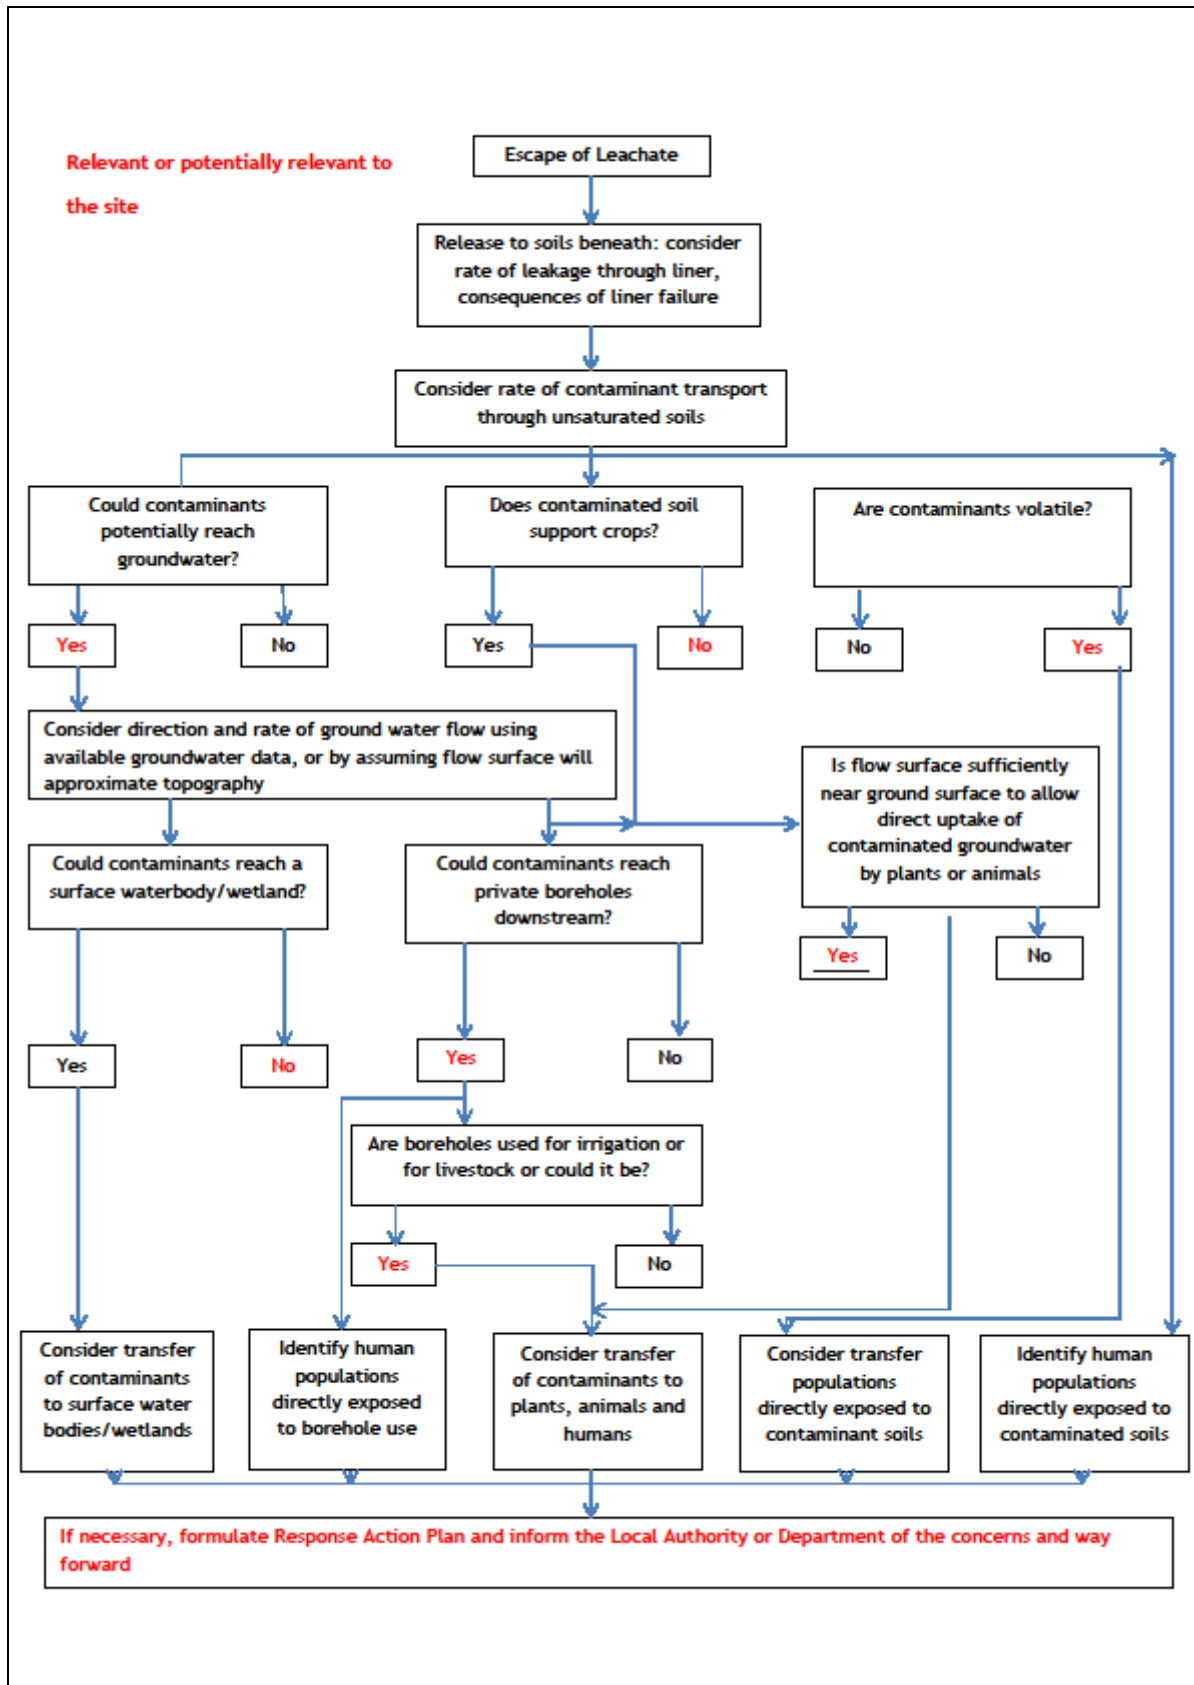 Relevant or potentially relevant to
the site
Escape of Leachate
Release to soils beneath: consider
rate of leakage through liner,
consequences of liner failure
Consider rate of contaminant transport
through unsaturated soils
Could contaminants
potentially reach
groundwater?
Does contaminated soil
support crops?
Are contaminants volatile?
Yes
No
Yes
No
No
Yes
Consider direction and rate of ground water flow using
available groundwater data, or by assuming flow surface will
approximate topography
Is flow surface sufficiently
near ground surface to allow
direct uptake of
contaminated groundwater
by plants or animals
Could contaminants reach a
surface waterbody/wetland?
Could contaminants reach
private boreholes
downstream?
Yes
No
Yes
No
Yes
No
Are boreholes used for irrigation or
for livestock or could it be?
Yes
No
Consider transfer
of contaminants
to surface water
bodies/wetlands
Identify human
populations
directly exposed
to borehole use
Consider transfer
of contaminants to
plants, animals and
humans
Consider transfer
populations
directly exposed to
contaminant soils
Identify human
populations
directly exposed to
contaminated soils
If necessary, formulate Response Action Plan and inform the Local Authority or Department of the concerns and way
forward